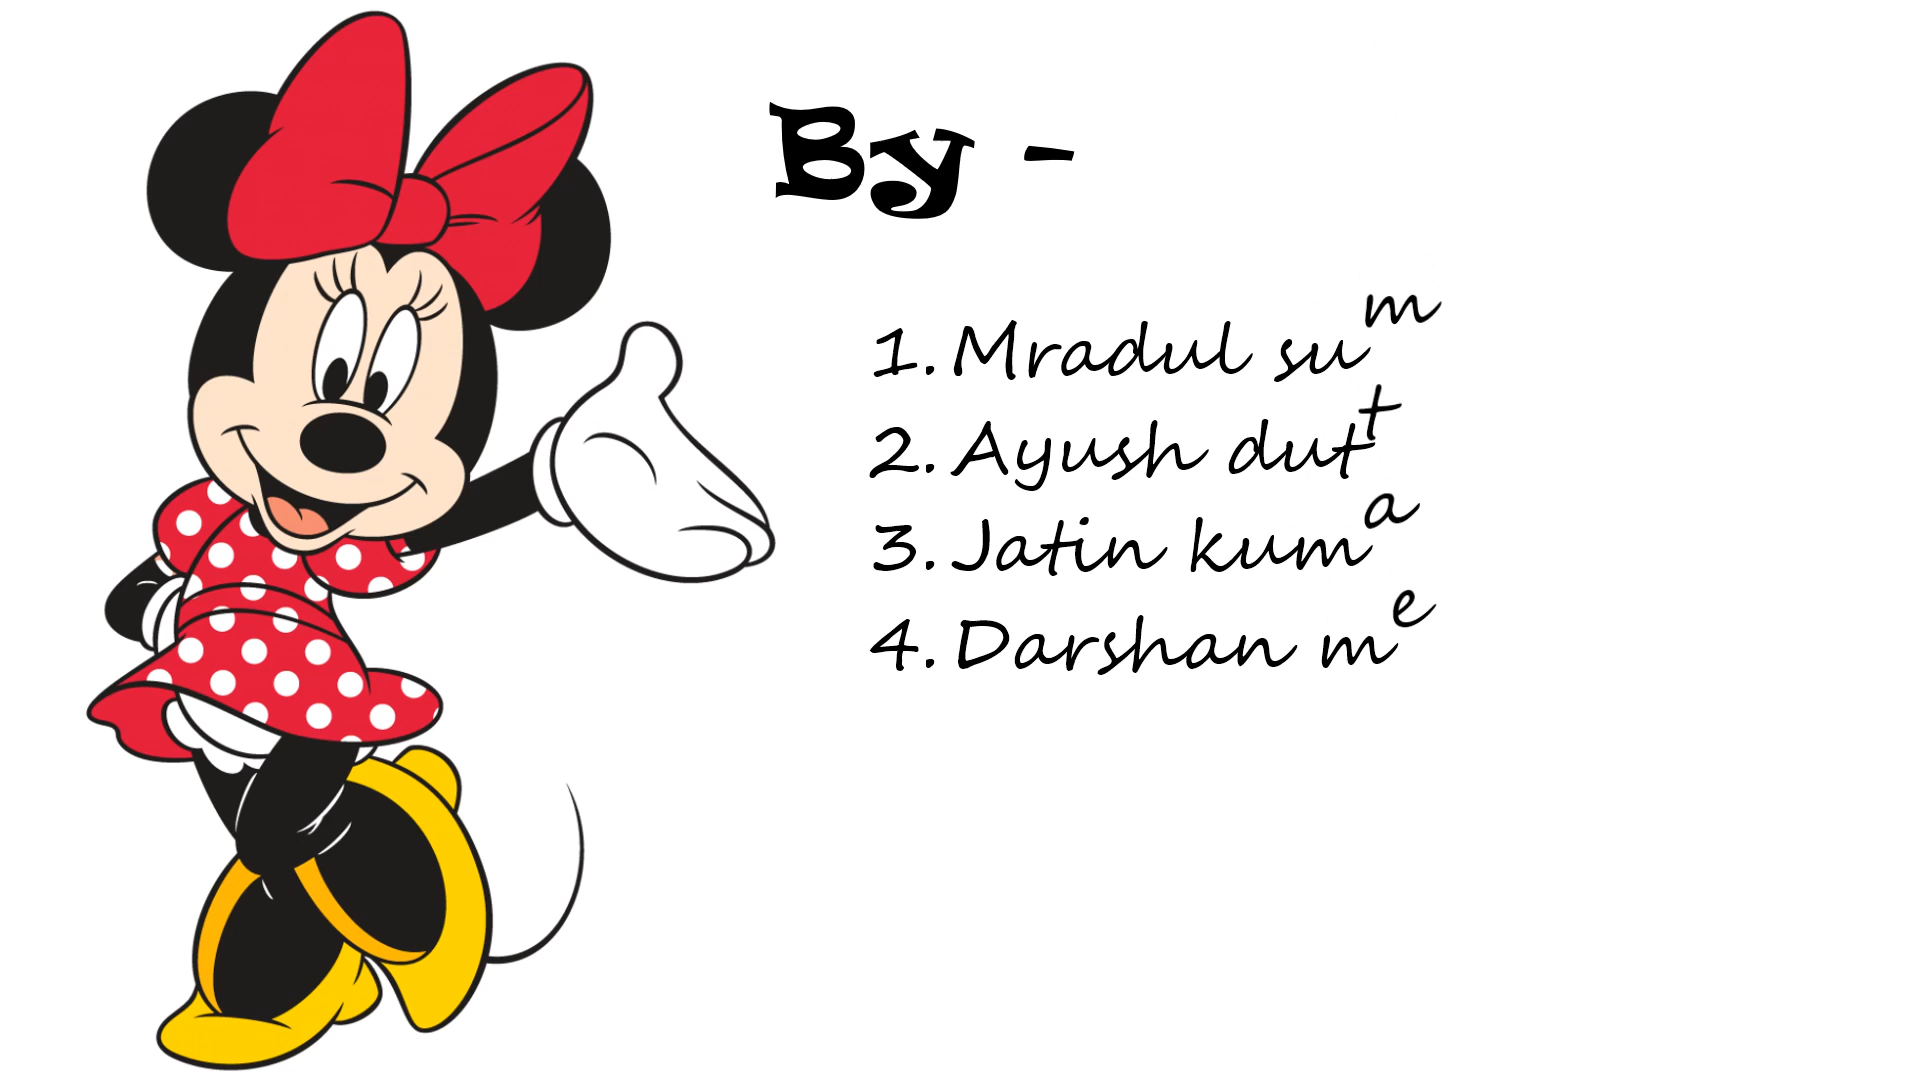 By -
1. Mradul sum
2. Ayush dutt
3. Jatin kuma
4. Darshan me